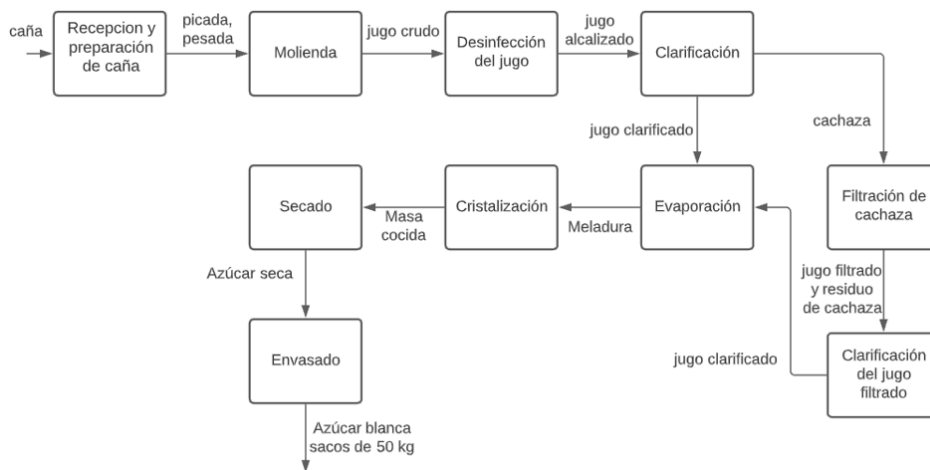 caña
Recepcion y
preparación
de caña
picada,
pesada
Molienda
jugo crudo
Desinfección
del jugo
jugo
alcalizado
Clarificación
jugo clarificado
cachaza
Secado
Masa
cocida
Cristalización
Meladura
Evaporación
Filtración de
cachaza
Azúcar seca
jugo filtrado
y residuo
de cachaza
Envasado
jugo clarificado
Clarificación
del jugo
filtrado
Azúcar blanca
sacos de 50 kg